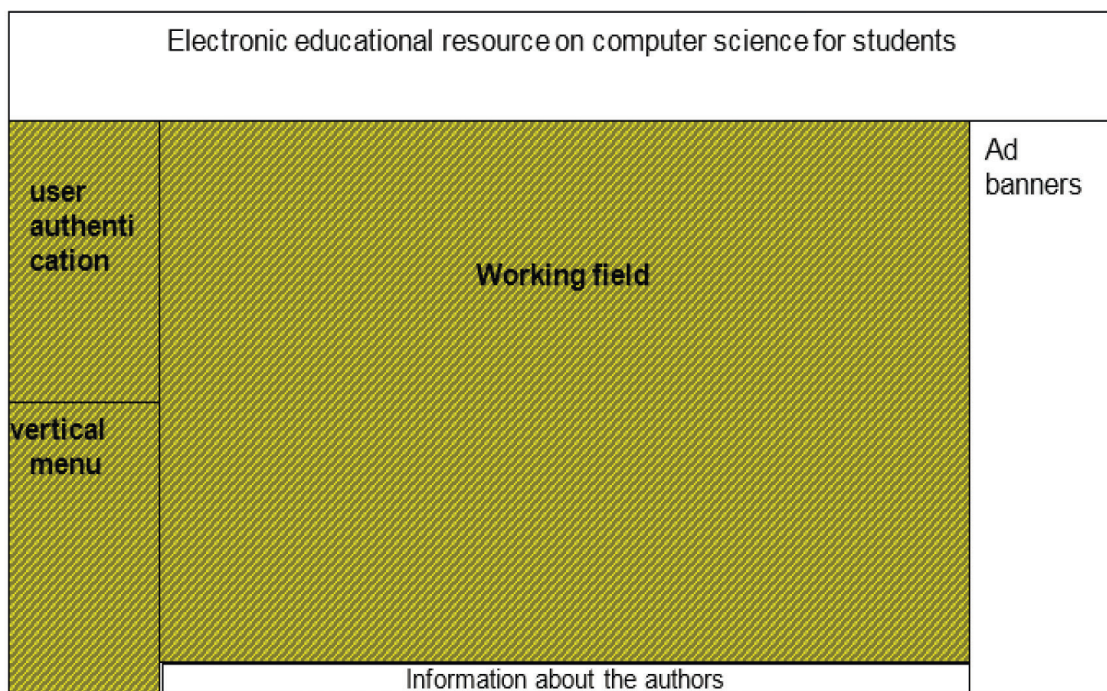 Electronic educational resource on computer science for students
user
authenti
cation
vertical
menu
Working field
Ad
banners
Information about the authors